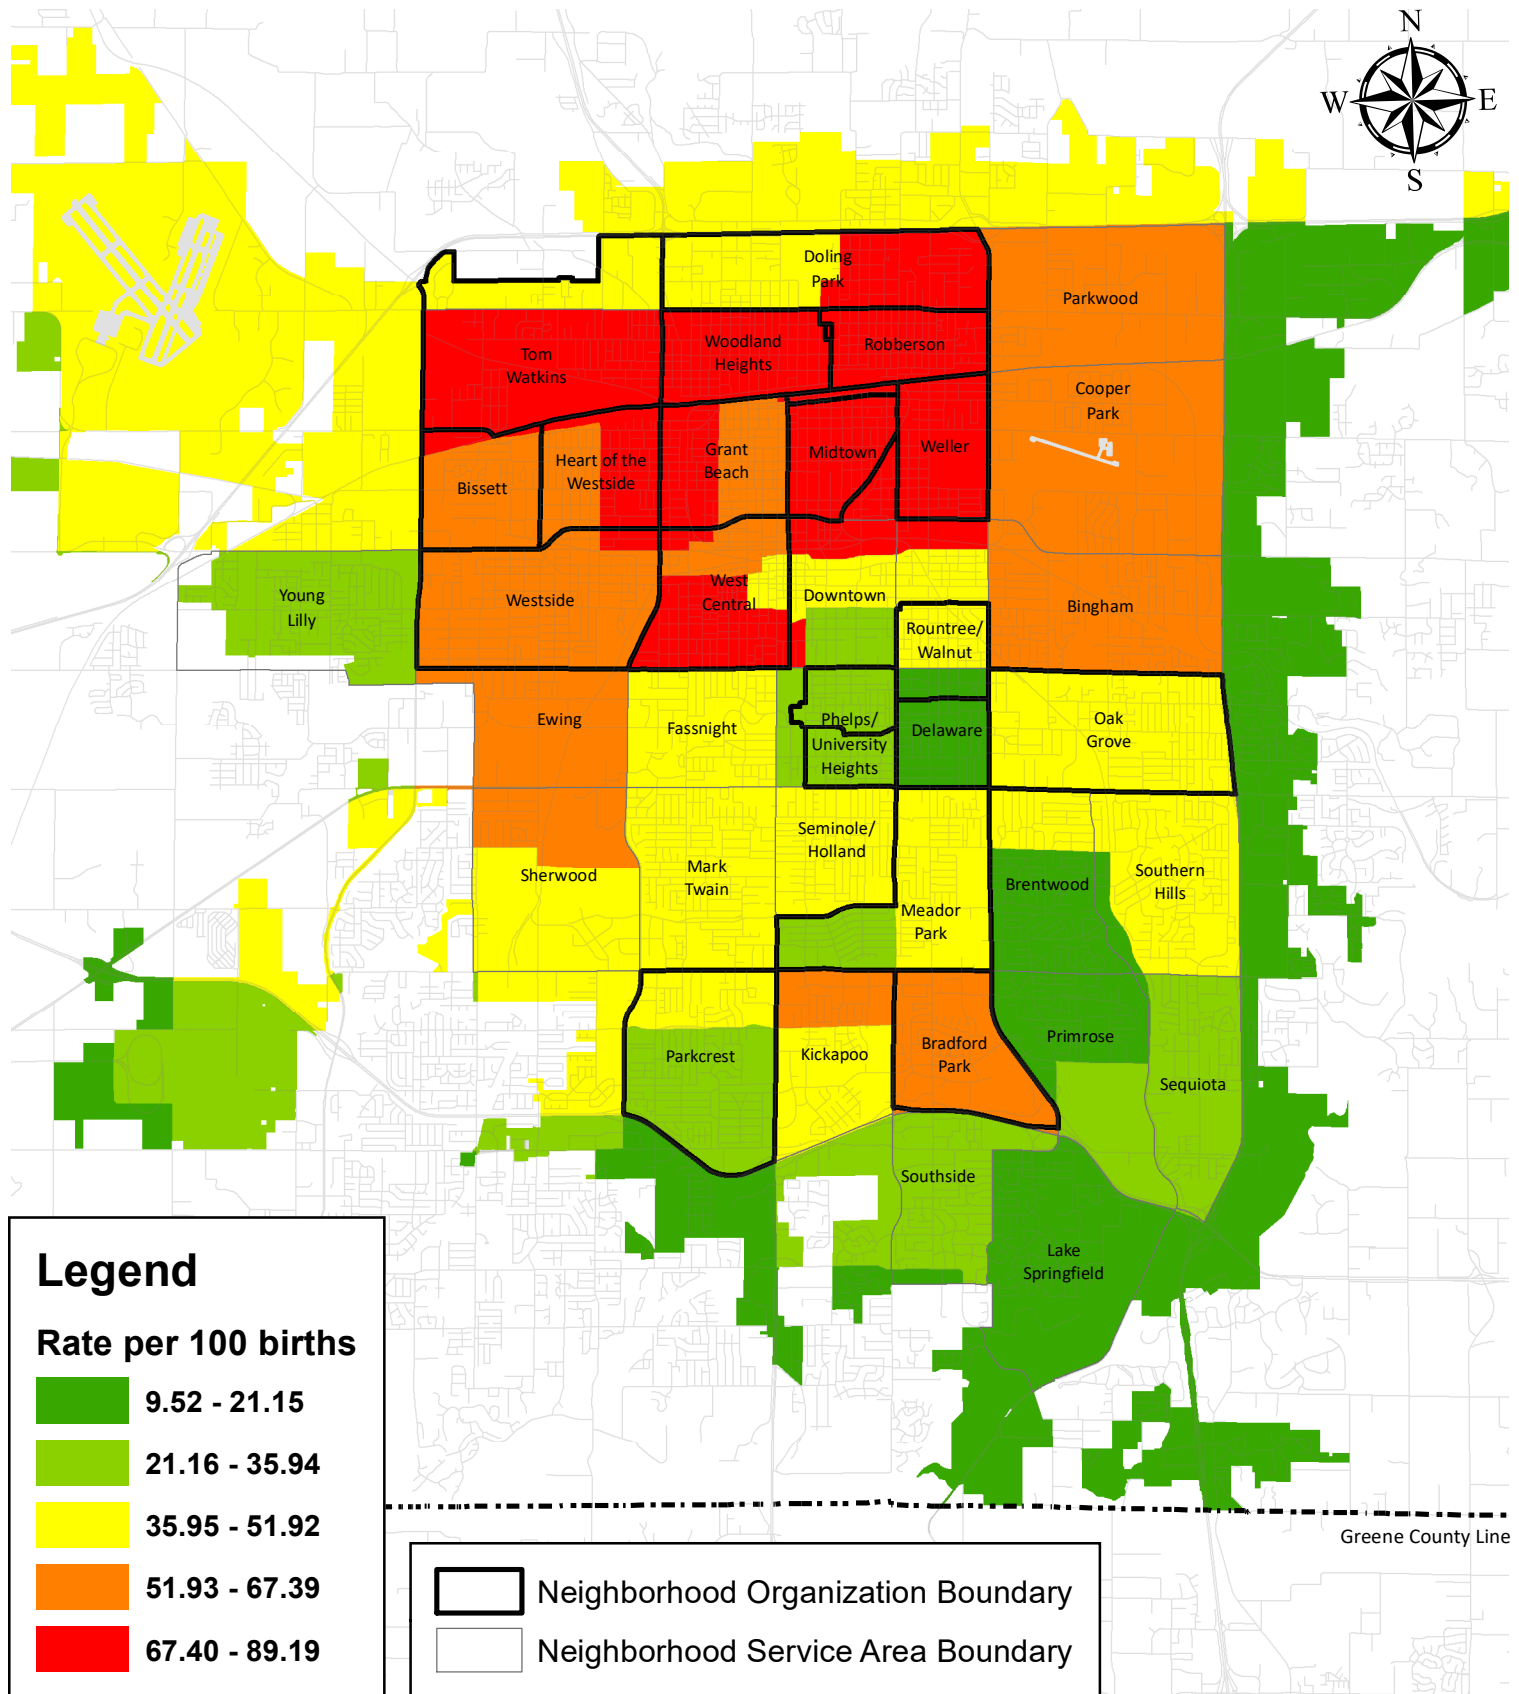 N
W
E
S
Doling
Park
Parkwood
Tom
Watkins
Woodland
Heights
Robberson
Cooper
Park
Bissett
Heart of the
Westside
Grant
Beach
Midtown
Weller
Young
Lilly
Westside
West
Central
Downtown
Rountree/
Walnut
Bingham
Ewing
Fassnight
Phelps/
University
Heights
Delaware
Oak
Grove
Sherwood
Mark
Twain
Seminole/
Holland
Meador
Park
Brentwood
Southern
Hills
Parkcrest
Kickapoo
Bradford
Park
Primrose
Sequiota
Southside
Lake
Springfield
Greene County Line
Legend
Rate per 100 births
9.52 - 21.15
21.16 - 35.94
35.95 - 51.92
51.93 - 67.39
67.40 - 89.19
Neighborhood Organization Boundary
Neighborhood Service Area Boundary